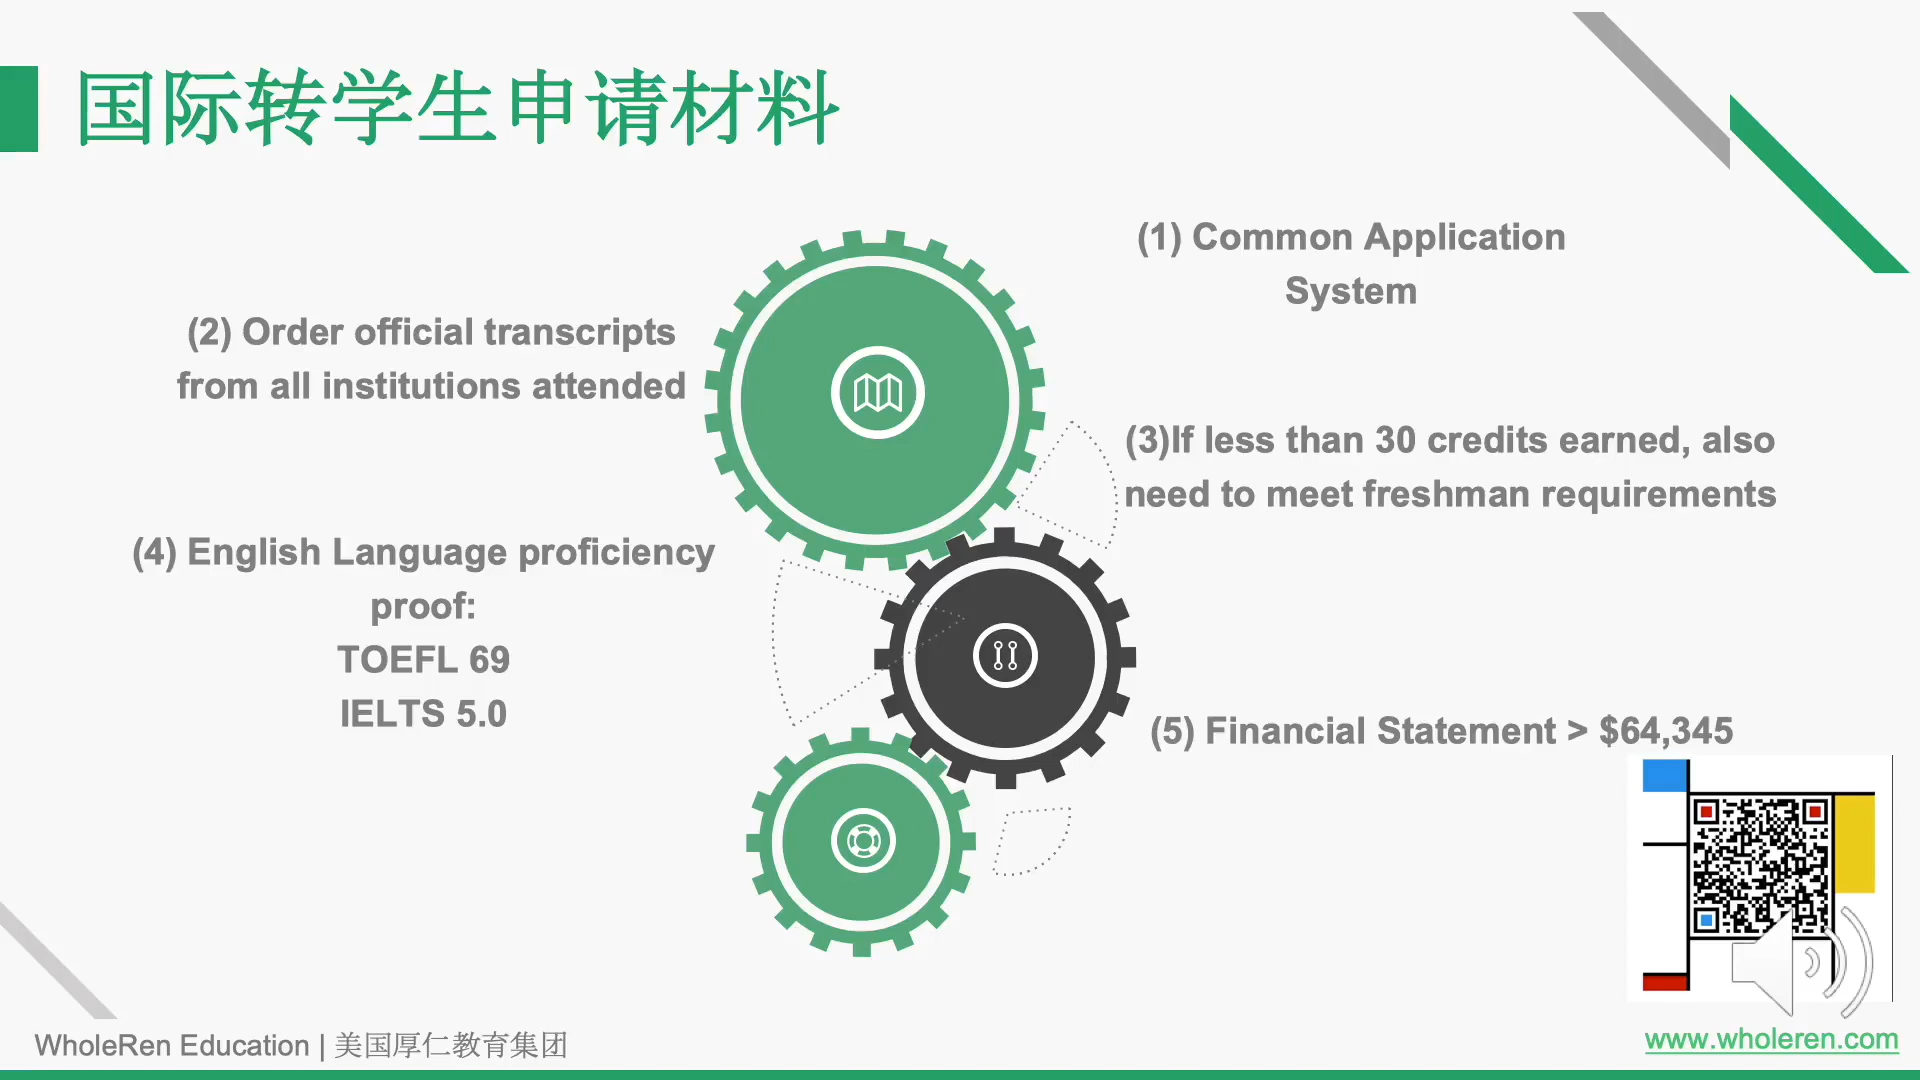 国际转学生申请材料
(1) Common Application
System
(2) Order official transcripts
from all institutions attended
(3)If less than 30 credits earned, also
need to meet freshman requirements
(4) English Language proficiency
proof:
TOEFL 69
IELTS 5.0
(5) Financial Statement > $64,345
WholeRen Education | 美国厚仁教育集团
www.wholeren.com